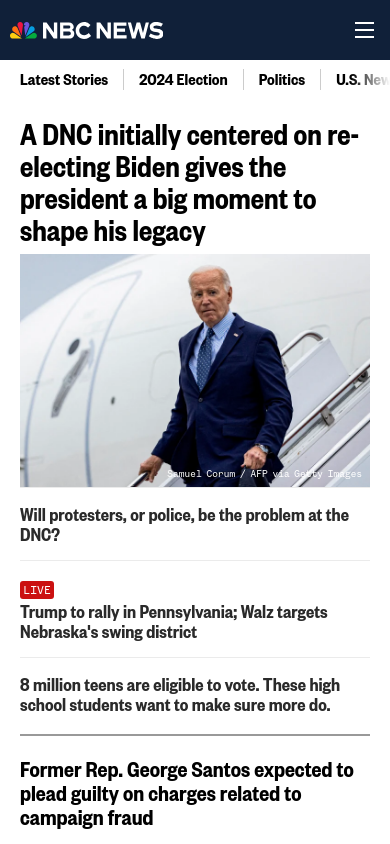 NBC NEWS
Latest Stories
2024 Election
Politics
U.S. New
A DNC initially centered on re-
electing Biden gives the
president a big moment to
shape his legacy
Samuel Corum / AFP via Getty Images
Will protesters, or police, be the problem at the
DNC?
LIVE
Trump to rally in Pennsylvania; Walz targets
Nebraska's swing district
8 million teens are eligible to vote. These high
school students want to make sure more do.
Former Rep. George Santos expected to
plead guilty on charges related to
campaign fraud